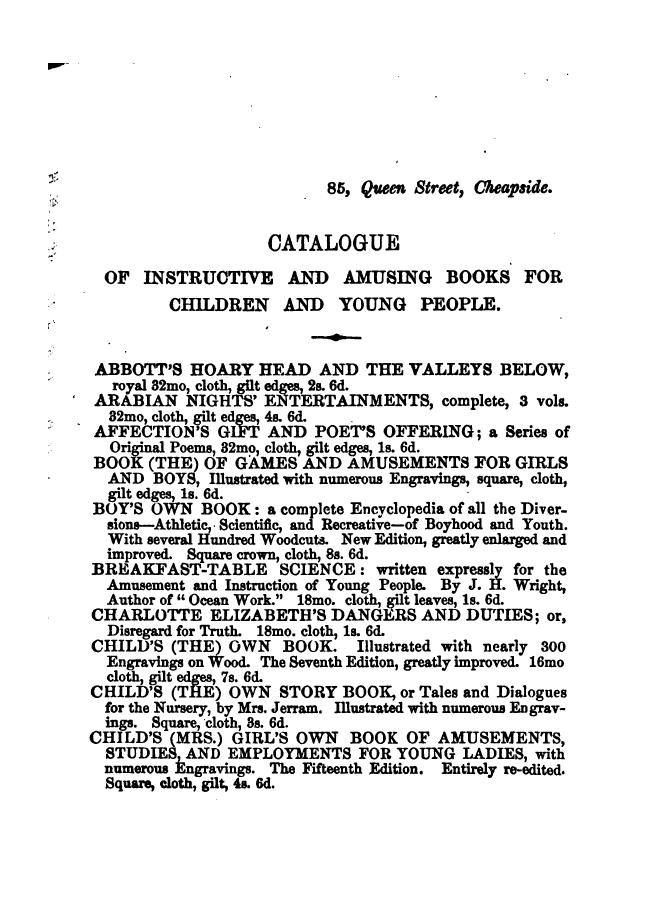 85, Queen Street, Cheapside.
CATALOGUE
OF INSTRUCTIVE AND AMUSING BOOKS FOR
CHILDREN AND YOUNG PEOPLE.
ABBOTT'S HOARY HEAD AND THE VALLEYS BELOW,
royal 32mo, cloth, gilt edges, 2s. 6d.
ARABIAN NIGHTS' ENTERTAINMENTS, complete, 3 vols.
32mo, cloth, gilt edges, 4s. 6d.
AFFECTION'S GIFT AND POET'S OFFERING; a Series of
Original Poems, 32mo, cloth, gilt edges, 1s. 6d.
BOOK (THE) OF GAMES AND AMUSEMENTS FOR GIRLS
AND BOYS, Illustrated with numerous Engravings, square, cloth,
gilt edges, 1s. 6d.
BOY'S OWN BOOK: a complete Encyclopedia of all the Diver-
sions—Athletic, Scientific, and Recreative—of Boyhood and Youth.
With several Hundred Woodcuts. New Edition, greatly enlarged and
improved. Square crown, cloth, 8s. 6d.
BREAKFAST-TABLE SCIENCE: written expressly for the
Amusement and Instruction of Young People. By J. H. Wright,
Author of "Ocean Work." 18mo. cloth, gilt leaves, 1s. 6d.
CHARLOTTE ELIZABETH'S DANGERS AND DUTIES; or,
Disregard for Truth. 18mo. cloth, 1s. 6d.
CHILD'S (THE) OWN BOOK. Illustrated with nearly 300
Engravings on Wood. The Seventh Edition, greatly improved. 16mo
cloth, gilt edges, 7s. 6d.
CHILD'S (THE) OWN STORY BOOK, or Tales and Dialogues
for the Nursery, by Mrs. Jerram. Illustrated with numerous Engrav-
ings. Square, cloth, 3s. 6d.
CHILD'S (MRS.) GIRL'S OWN BOOK OF AMUSEMENTS,
STUDIES, AND EMPLOYMENTS FOR YOUNG LADIES, with
numerous Engravings. The Fifteenth Edition. Entirely re-edited.
Square, cloth, gilt, 4s. 6d.